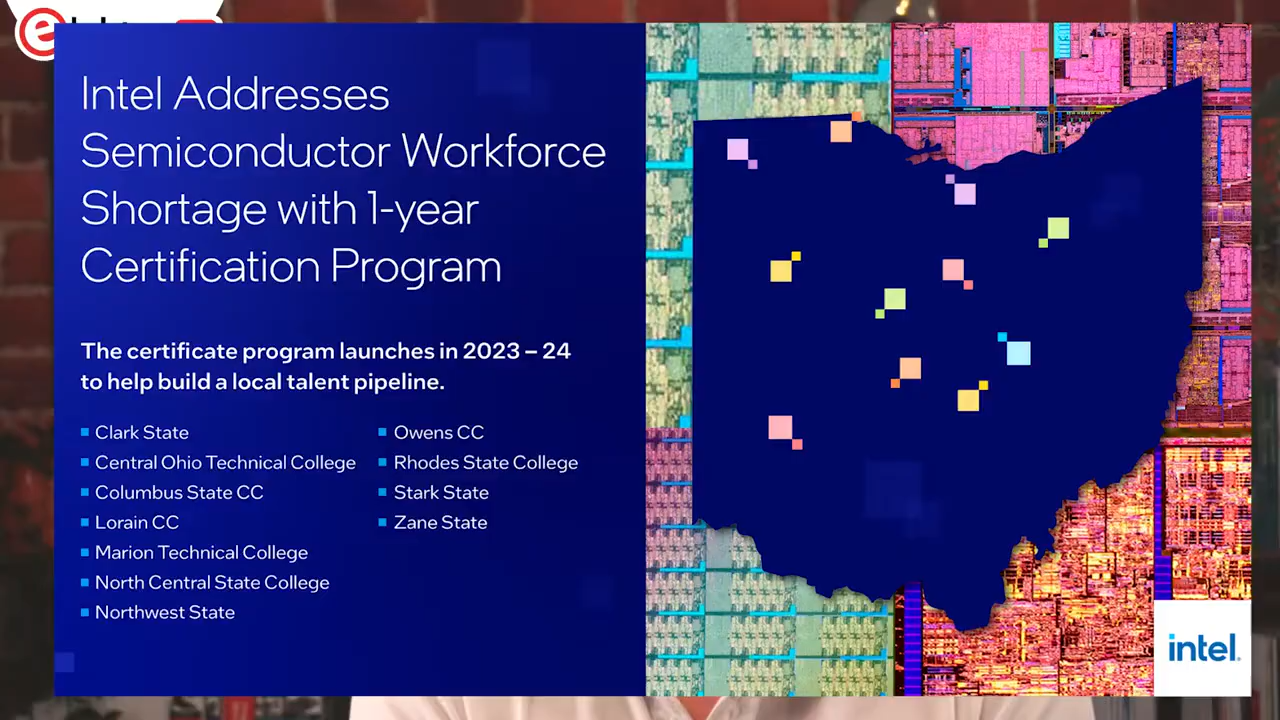 Intel Addresses
Semiconductor Workforce
Shortage with 1-year
Certification Program
The certificate program launches in 2023 – 24
to help build a local talent pipeline.
Clark State
Central Ohio Technical College
Columbus State CC
Lorain CC
Marion Technical College
North Central State College
Northwest State
Owens CC
Rhodes State College
Stark State
Zane State
intel.